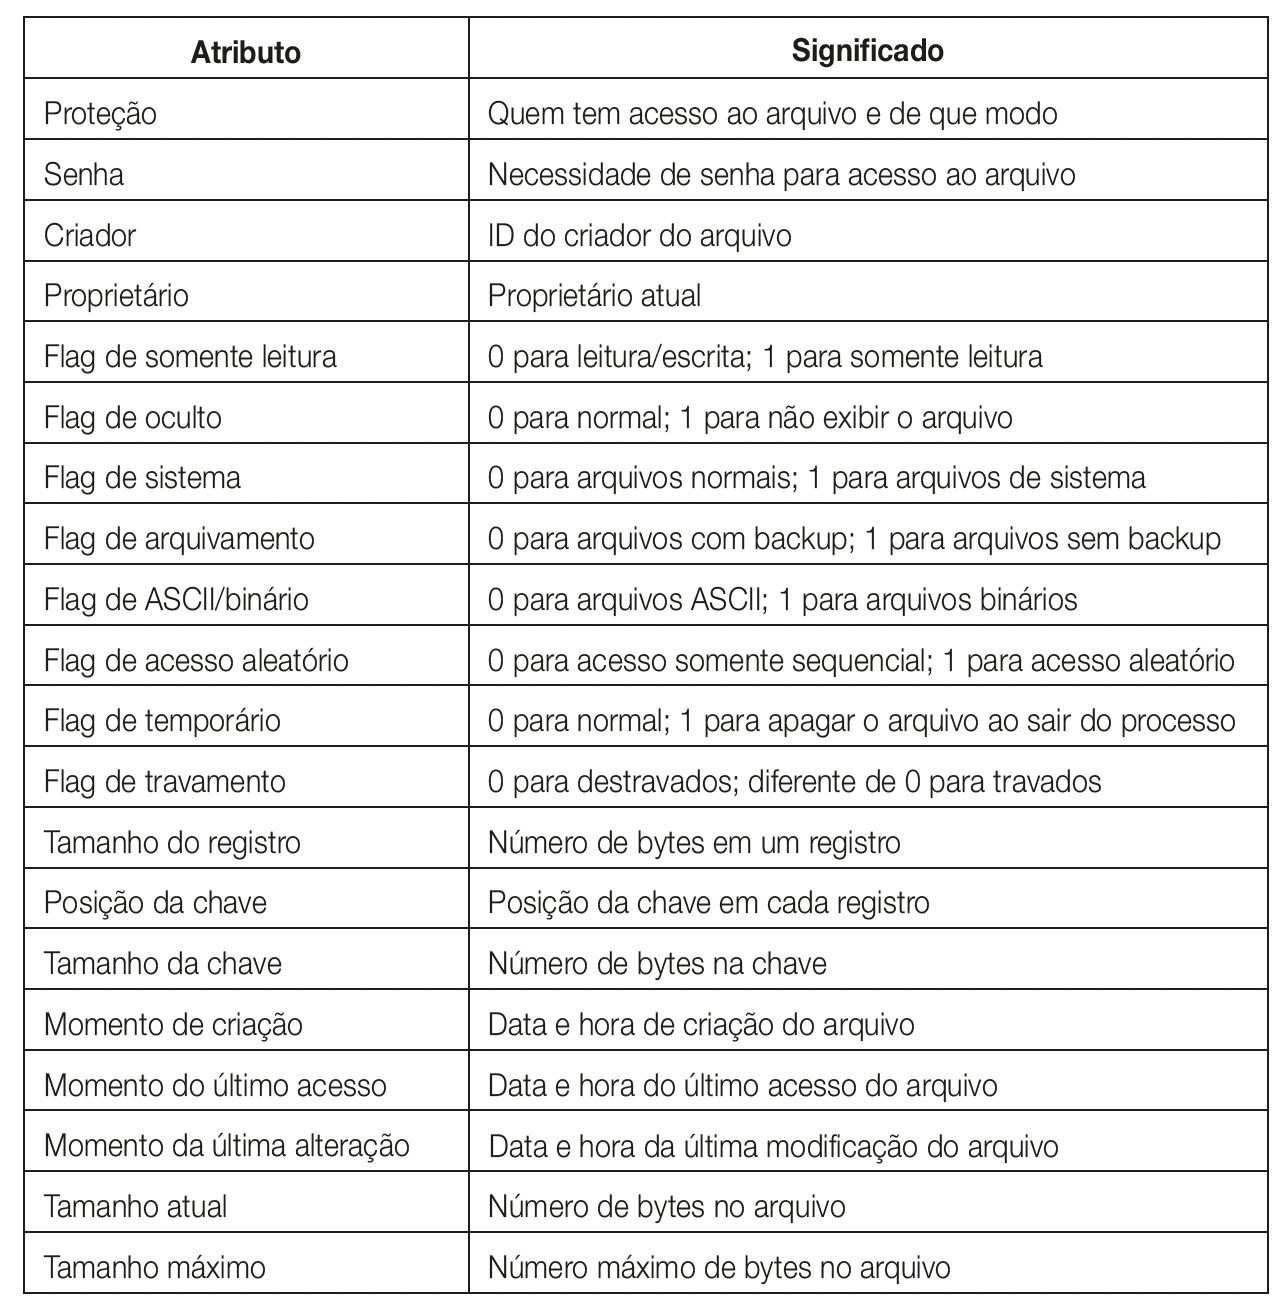 Atributo Significado
Proteção Quem tem acesso ao arquivo e de que modo
Senha Necessidade de senha para acesso ao arquivo
Criador ID do criador do arquivo
Proprietário Proprietário atual
Flag de somente leitura 0 para leitura/escrita; 1 para somente leitura
Flag de oculto 0 para normal; 1 para não exibir o arquivo
Flag de sistema 0 para arquivos normais; 1 para arquivos de sistema
Flag de arquivamento 0 para arquivos com backup; 1 para arquivos sem backup
Flag de ASCII/binário 0 para arquivos ASCII; 1 para arquivos binários
Flag de acesso aleatório 0 para acesso somente sequencial; 1 para acesso aleatório
Flag de temporário 0 para normal; 1 para apagar o arquivo ao sair do processo
Flag de travamento 0 para destravados; diferente de 0 para travados
Tamanho do registro Número de bytes em um registro
Posição da chave Posição da chave em cada registro
Tamanho da chave Número de bytes na chave
Momento de criação Data e hora de criação do arquivo
Momento do último acesso Data e hora do último acesso do arquivo
Momento da última alteração Data e hora da última modificação do arquivo
Tamanho atual Número de bytes no arquivo
Tamanho máximo Número máximo de bytes no arquivo